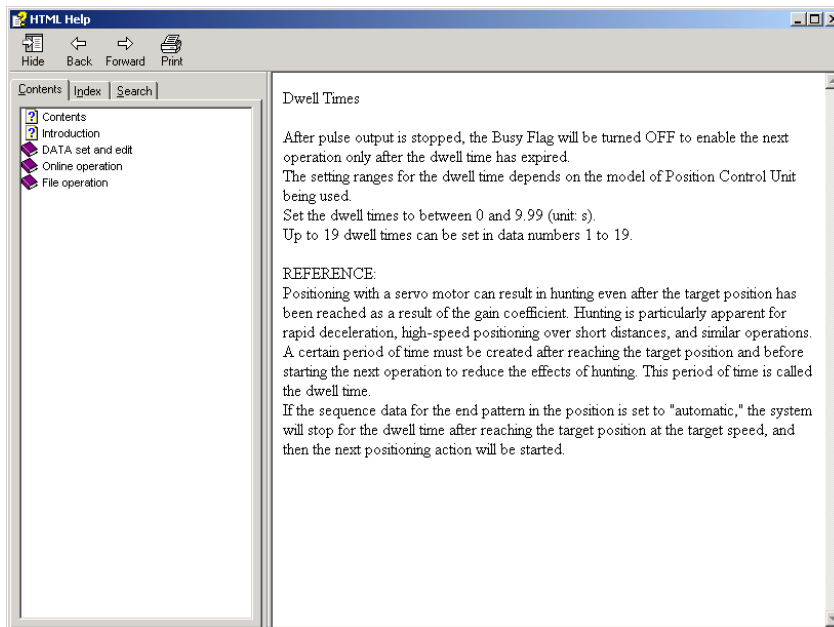 HTML Help
Hide Back Forward Print
Contents Index Search
Contents
Introduction
DATA set and edit
Online operation
File operation
Dwell Times
After pulse output is stopped, the Busy Flag will be turned OFF to enable the next
operation only after the dwell time has expired.
The setting ranges for the dwell time depends on the model of Position Control Unit
being used.
Set the dwell times to between 0 and 9.99 (unit: s).
Up to 19 dwell times can be set in data numbers 1 to 19.
REFERENCE:
Positioning with a servo motor can result in hunting even after the target position has
been reached as a result of the gain coefficient. Hunting is particularly apparent for
rapid deceleration, high-speed positioning over short distances, and similar operations.
A certain period of time must be created after reaching the target position and before
starting the next operation to reduce the effects of hunting. This period of time is called
the dwell time.
If the sequence data for the end pattern in the position is set to "automatic," the system
will stop for the dwell time after reaching the target position at the target speed, and
then the next positioning action will be started.